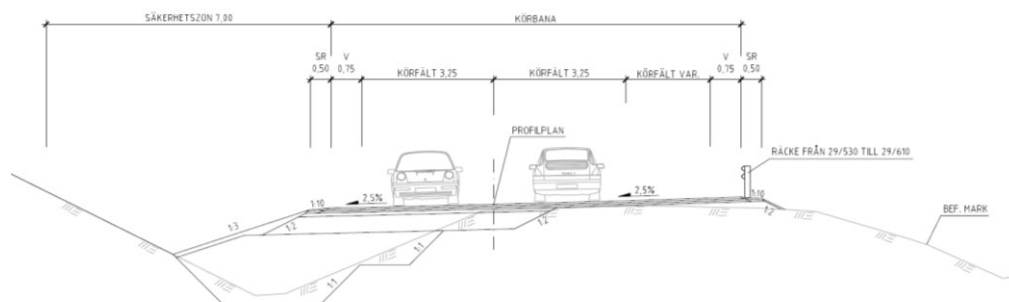 SÄKERHETSZON 7,00
KÖRBANA
SR
0,50
V
0,75
KÖRFÄLT 3,25
KÖRFÄLT 3,25
KÖRFÄLT VAR.
V
0,75
SR
0,50
PROFILPLAN
RÄCKE FRÅN 29/530 TILL 29/610
2,5%
2,5%
1:10
1:10
1:3
1:2
1:2
1:2
1:1
1:1
BEF. MARK